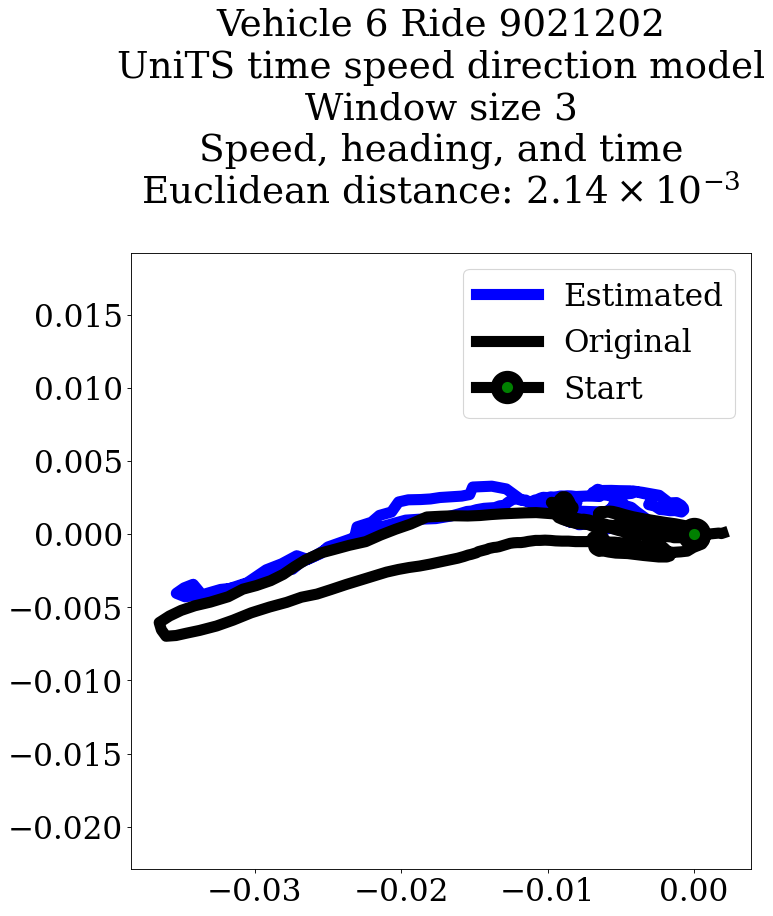 Vehicle 6 Ride 9021202
UniTS time speed direction model
Window size 3
Speed, heading, and time
Euclidean distance: 2.14 × 10⁻³
Estimated
Original
Start
0.015
0.010
0.005
0.000
−0.005
−0.010
−0.015
−0.020
−0.03
−0.02
−0.01
0.00